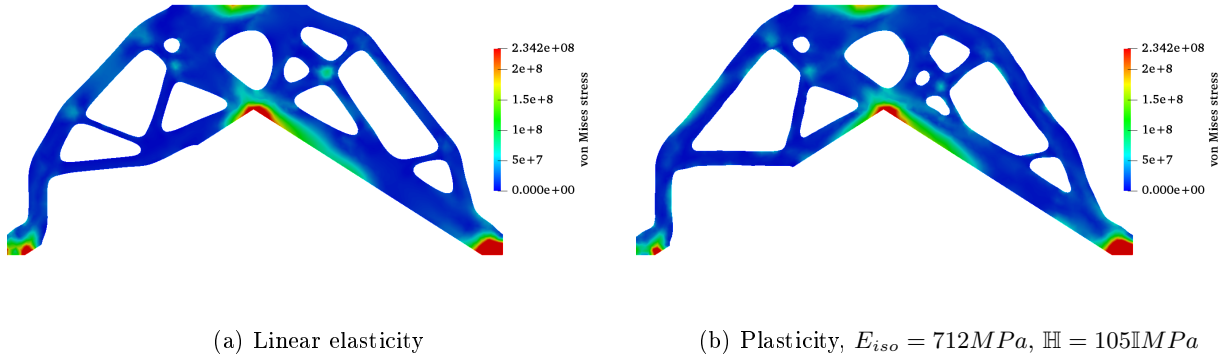 2.342e+08
2e+8
1.5e+8
1e+8
5e+7
0.000e+00
von Mises stress
2.342e+08
2e+8
1.5e+8
1e+8
5e+7
0.000e+00
von Mises stress
(a) Linear elasticity
(b) Plasticity, $E_{iso} = 712MPa$, $\mathbb{H} = 105\mathbb{I}MPa$